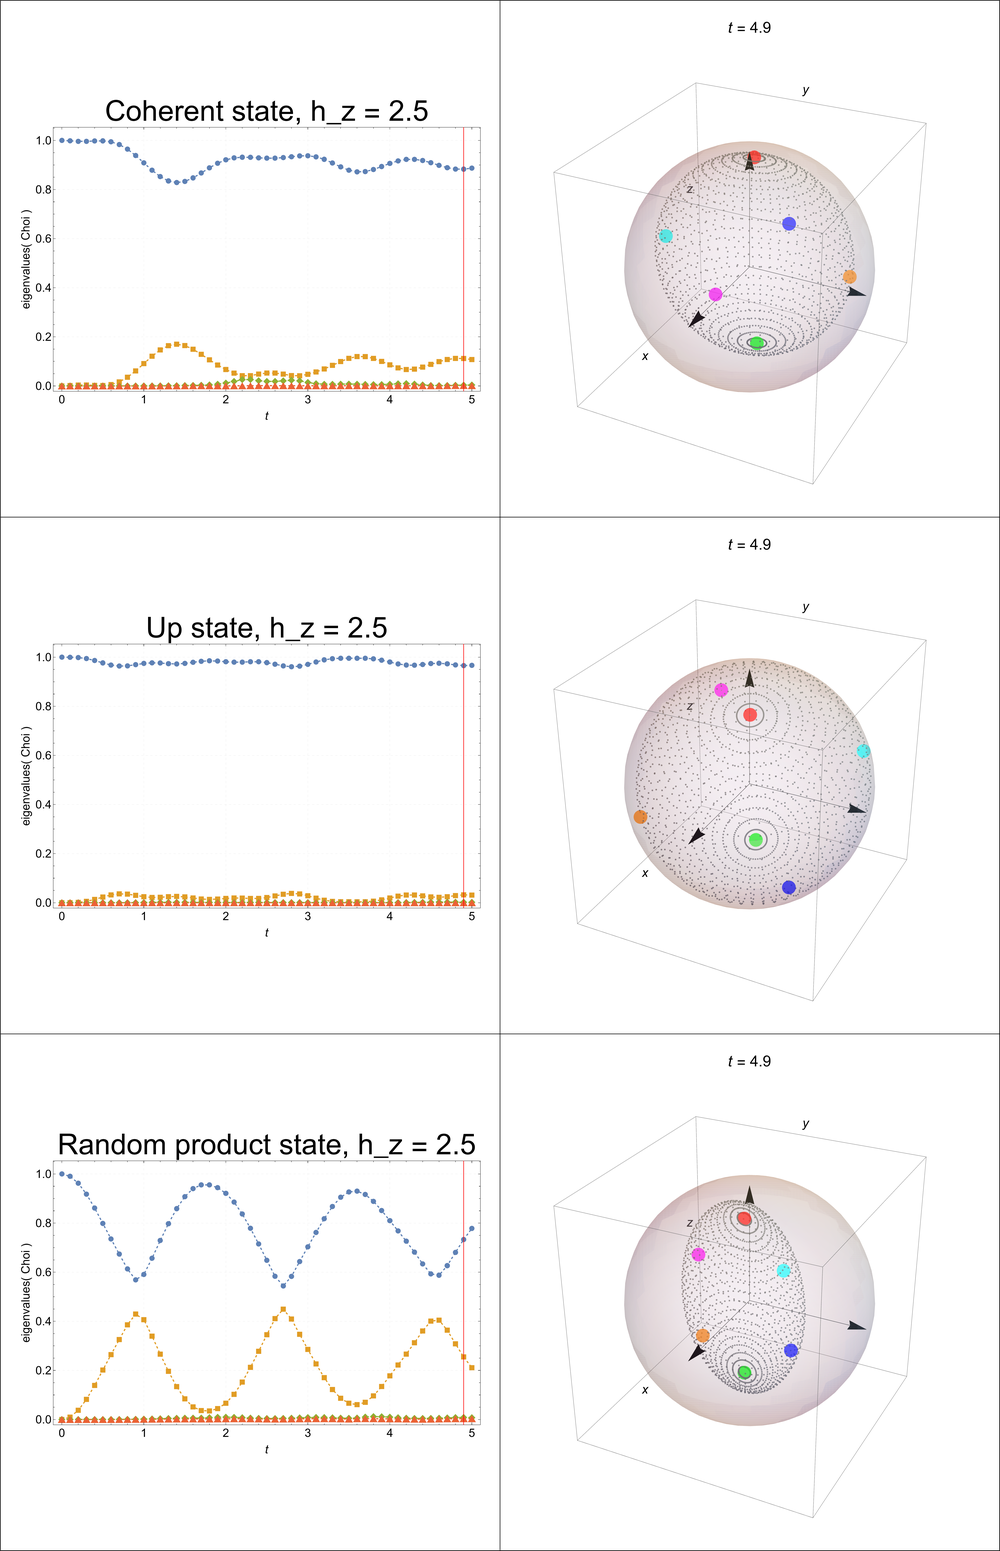 t = 4.9
y
Coherent state, h_z = 2.5
1.0
0.8
0.6
0.4
0.2
0.0
eigenvalues( Choi )
0 1 2 3 4 5
t
z
x
t = 4.9
y
Up state, h_z = 2.5
1.0
0.8
0.6
0.4
0.2
0.0
eigenvalues( Choi )
0 1 2 3 4 5
t
z
x
t = 4.9
y
Random product state, h_z = 2.5
1.0
0.8
0.6
0.4
0.2
0.0
eigenvalues( Choi )
0 1 2 3 4 5
t
z
x